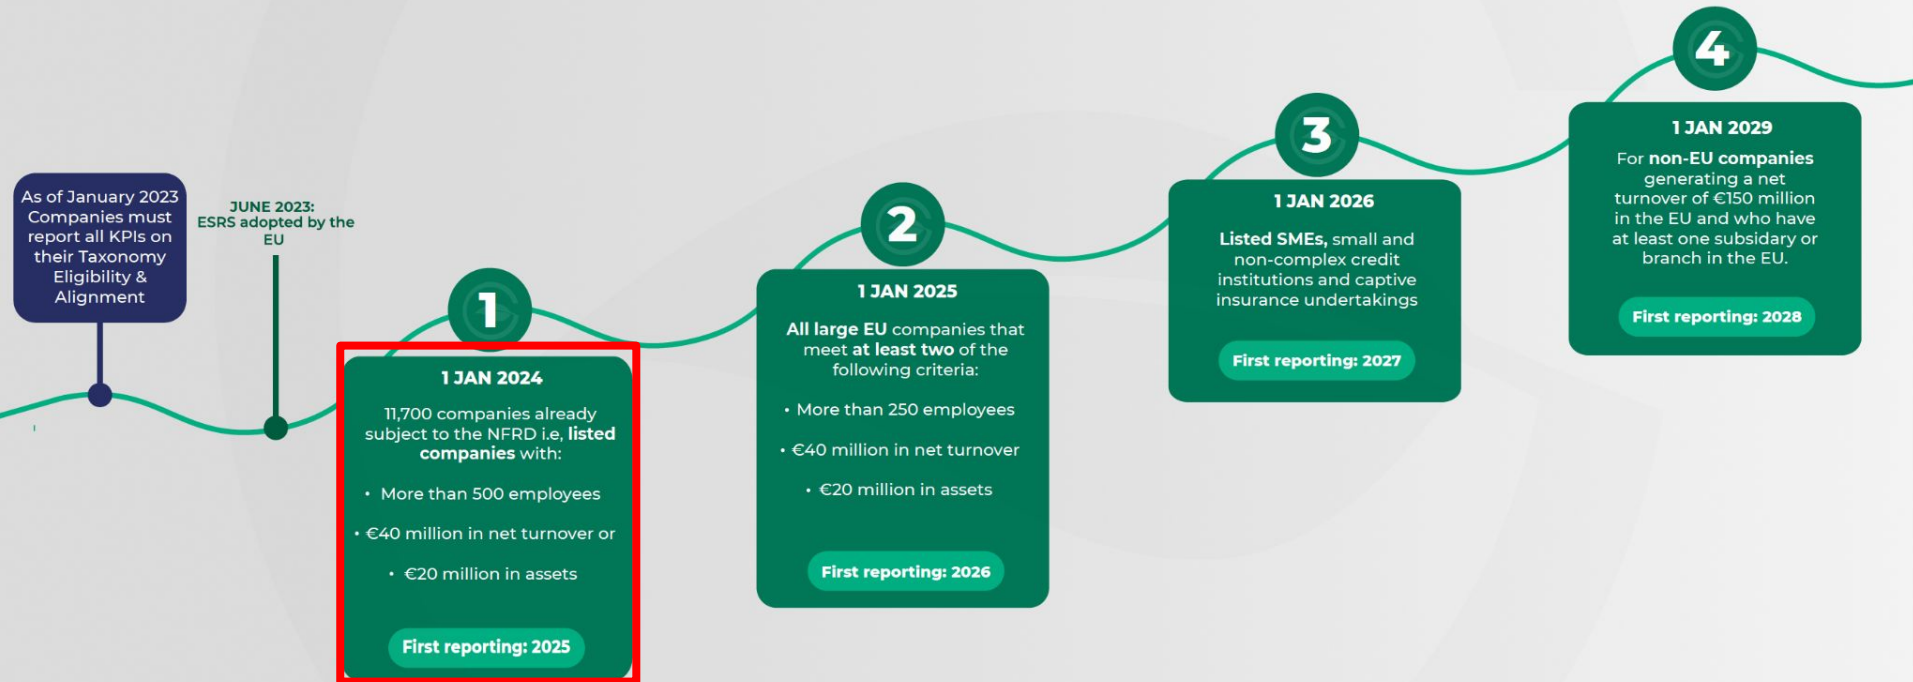 As of January 2023
Companies must
report all KPIs on
their Taxonomy
Eligibility &
Alignment
JUNE 2023:
ESRS adopted by the
EU
1
1 JAN 2024
11,700 companies already
subject to the NFRD i.e, listed
companies with:
• More than 500 employees
• €40 million in net turnover or
• €20 million in assets
First reporting: 2025
2
1 JAN 2025
All large EU companies that
meet at least two of the
following criteria:
• More than 250 employees
• €40 million in net turnover
• €20 million in assets
First reporting: 2026
3
1 JAN 2026
Listed SMEs, small and
non-complex credit
institutions and captive
insurance undertakings
First reporting: 2027
4
1 JAN 2029
For non-EU companies
generating a net
turnover of €150 million
in the EU and who have
at least one subsidary or
branch in the EU.
First reporting: 2028